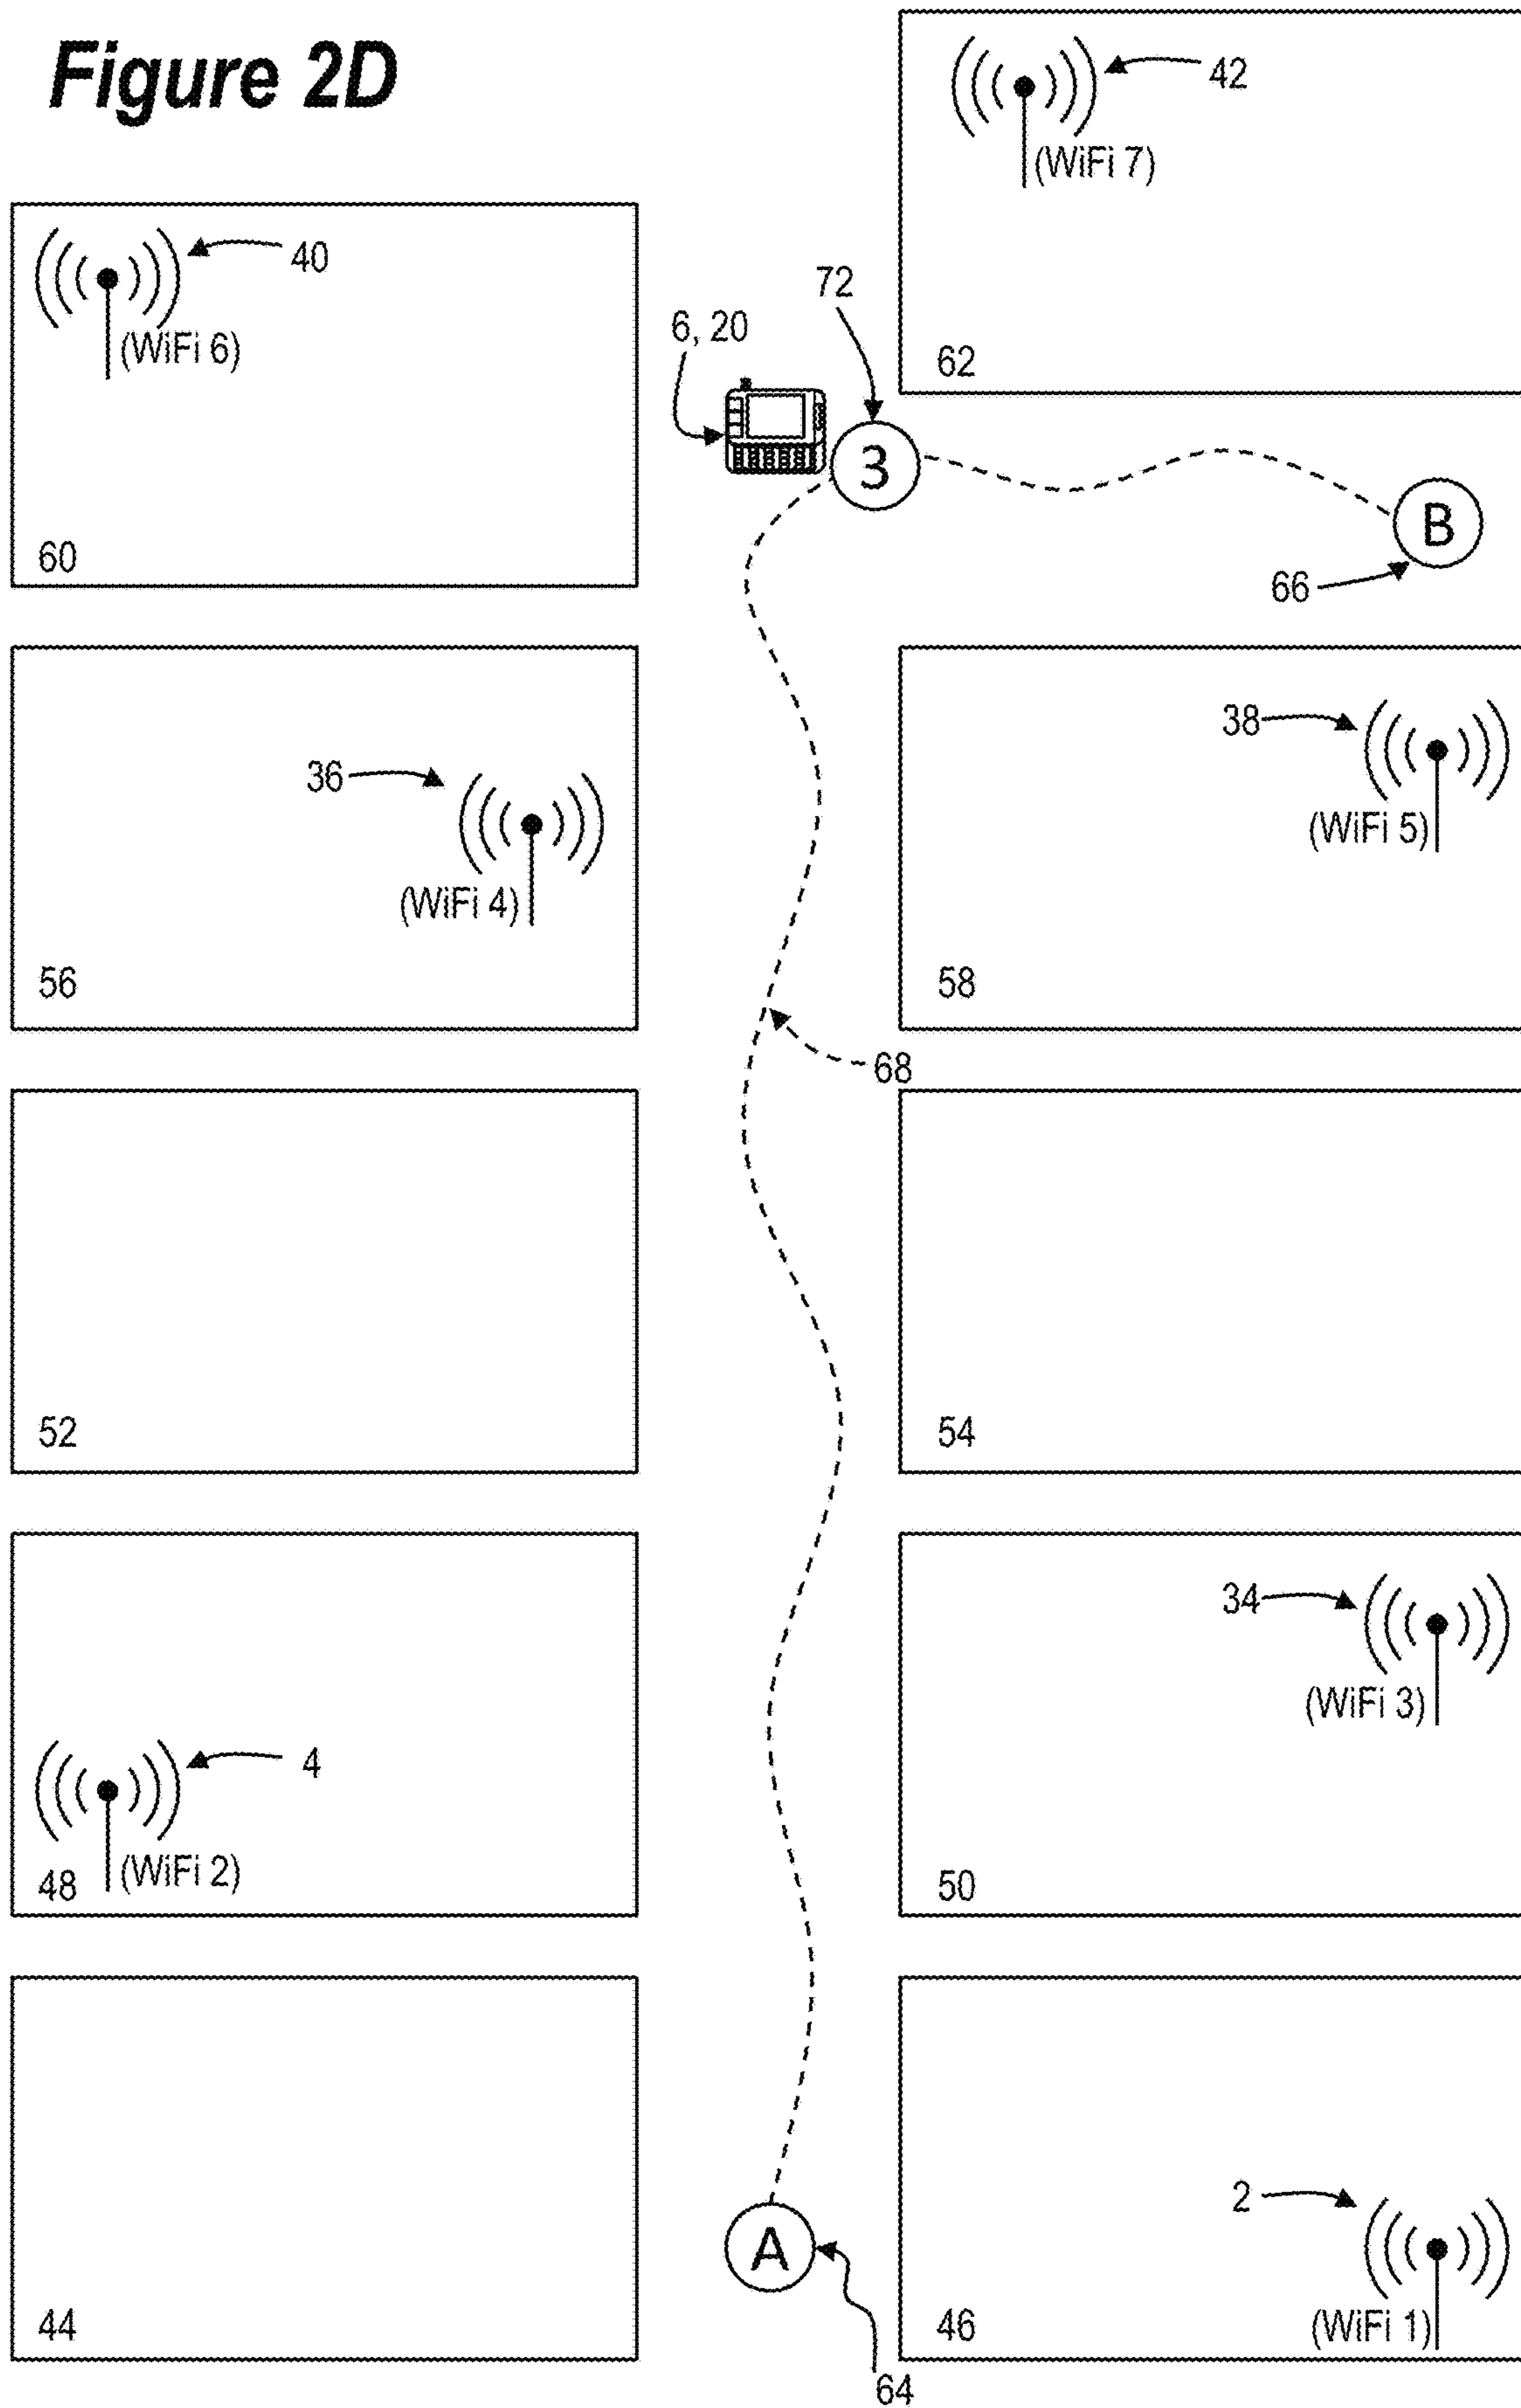 Figure 2D
42
(WiFi 7)
40
(WiFi 6)
72
6, 20
62
3
B
60
66
38
36
(WiFi 5)
(WiFi 4)
56
58
68
52
54
34
(WiFi 3)
4
(WiFi 2)
48
50
2
A
(WiFi 1)
44
46
64